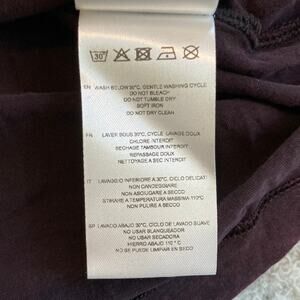 30°
EN WASH BELOW 30°C, GENTLE WASHING CYCLE
DO NOT BLEACH
DO NOT TUMBLE DRY
SOFT IRON
DO NOT DRY CLEAN
FR LAVER SOUS 30°C, CYCLE LAVAGE DOUX
CHLORE INTERDIT
SECHAGE TAMBOUR INTERDIT
REPASSAGE DOUX
NETTOYAGE A SEC INTERDIT
IT LAVAGGIO INFERIORE A 30°C, CICLO DELICAT
NON CANDEGGIARE
NON ASCIUGARE A SECCO
STIRARE A TEMPERATURA MASSIMA 110°C
NON PULIRE A SECCO
SP LAVACO ABAJO 30°C, CICLO DE LAVADO SUAVE
NO USAR BLANQUEADOR
NO USAR SECADORA
HIERRO ABAJO 110°C
NO SE PUEDE LIMPIAR EN SECO